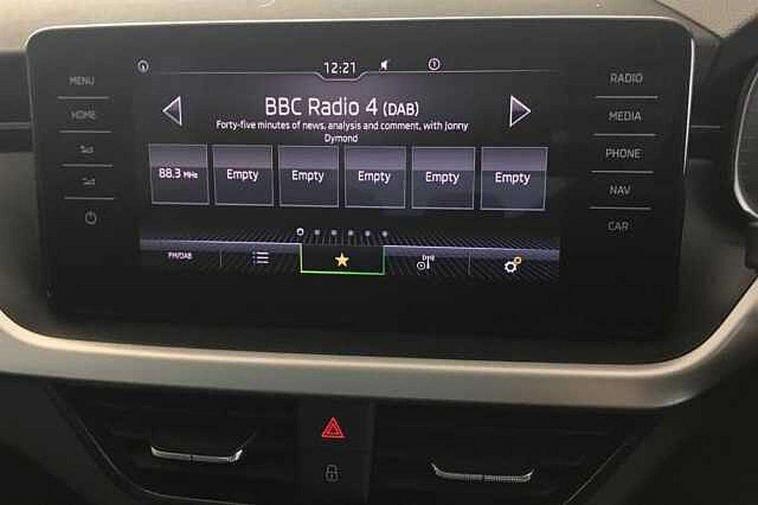 12:21
MENU
HOME
BBC Radio 4 (DAB)
Forty-five minutes of news, analysis and comment, with Jonny
Dymond
88.3 MHz Empty Empty Empty Empty Empty
FM/DAB
RADIO
MEDIA
PHONE
NAV
CAR